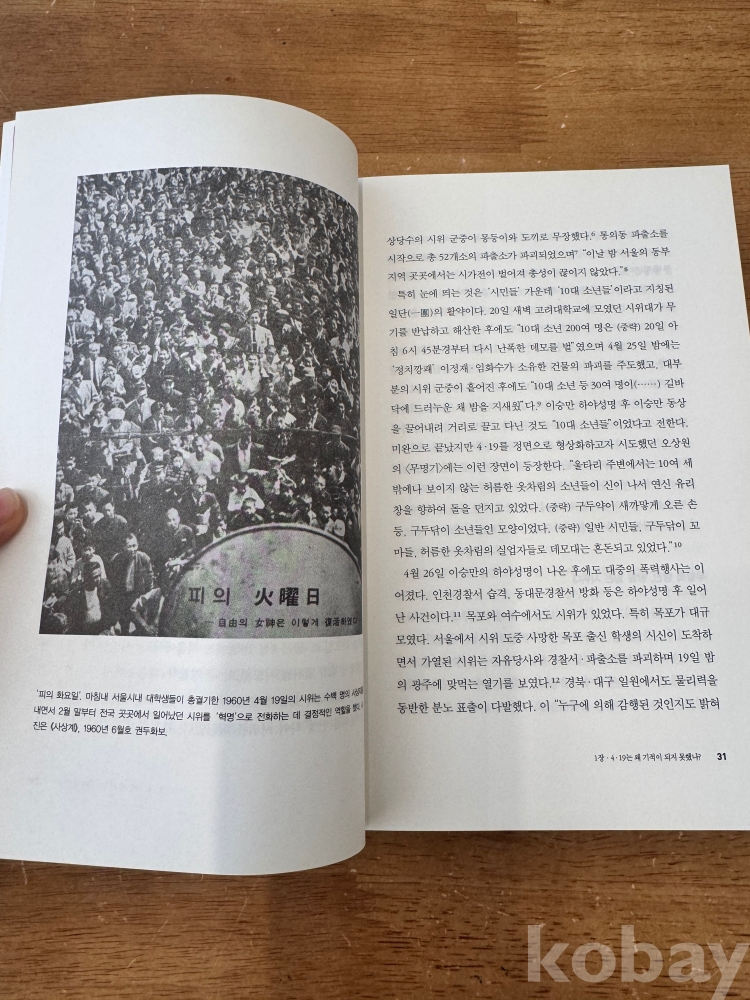 피의 火曜日
—自由의 女神은 이렇게 復活하였다
'피의 화요일'. 마침내 서울시내 대학생들이 총궐기한 1960년 4월 19일의 시위는 수백 명의 사상자를
내면서 2월 말부터 전국 곳곳에서 일어났던 시위를 '혁명'으로 전화하는 데 결정적인 역할을 했다.
진은 《사상계》, 1960년 6월호 권두화보.
상당수의 시위 군중이 몽둥이와 도끼로 무장했다.6 통의동 파출소를
시작으로 총 52개소의 파출소가 파괴되었으며7 “이날 밤 서울의 동부
지역 곳곳에서는 시가전이 벌어져 총성이 끊이지 않았다.”8
특히 눈에 띄는 것은 ‘시민들’ 가운데 ‘10대 소년들’이라고 지칭된
일단(一團)의 활약이다. 20일 새벽 고려대학교에 모였던 시위대가 무
기를 반납하고 해산한 후에도 “10대 소년 200여 명은 (중략) 20일 아
침 6시 45분경부터 다시 난폭한 데모를 벌”였으며 4월 25일 밤에는
‘정치깡패’ 이정재·임화수가 소유한 건물의 파괴를 주도했고, 대부
분의 시위 군중이 흩어진 후에도 “10대 소년 등 30여 명이(……) 길바
닥에 드러누운 채 밤을 지새웠”다.9 이승만 하야성명 후 이승만 동상
을 끌어내려 거리로 끌고 다닌 것도 “10대 소년들”이었다고 전한다.
미완으로 끝났지만 4·19를 정면으로 형상화하고자 시도했던 오상원
의 〈무명기〉에는 이런 장면이 등장한다. “울타리 주변에서는 10여 세
밖에나 보이지 않는 허름한 옷차림의 소년들이 신이 나서 연신 유리
창을 향하여 돌을 던지고 있었다. (중략) 구두약이 새까맣게 오른 손
등, 구두닦이 소년들인 모양이었다. (중략) 일반 시민들, 구두닦이 꼬
마들, 허름한 옷차림의 실업자들로 데모대는 혼돈되고 있었다.”10
4월 26일 이승만의 하야성명이 나온 후에도 대중의 폭력행사는 이
어졌다. 인천경찰서 습격, 동대문경찰서 방화 등은 하야성명 후 일어
난 사건이다.11 목포와 여수에서도 시위가 있었다. 특히 목포가 대규
모였다. 서울에서 시위 도중 사망한 목포 출신 학생의 시신이 도착하
면서 가열된 시위는 자유당사와 경찰서·파출소를 파괴하며 19일 밤
의 광주에 맞먹는 열기를 보였다.12 경북·대구 일원에서도 물리력을
동반한 분노 표출이 다발했다. 이 “누구에 의해 감행된 것인지도 밝혀
1장·4·19는 왜 기적이 되지 못했나? 31
kobay